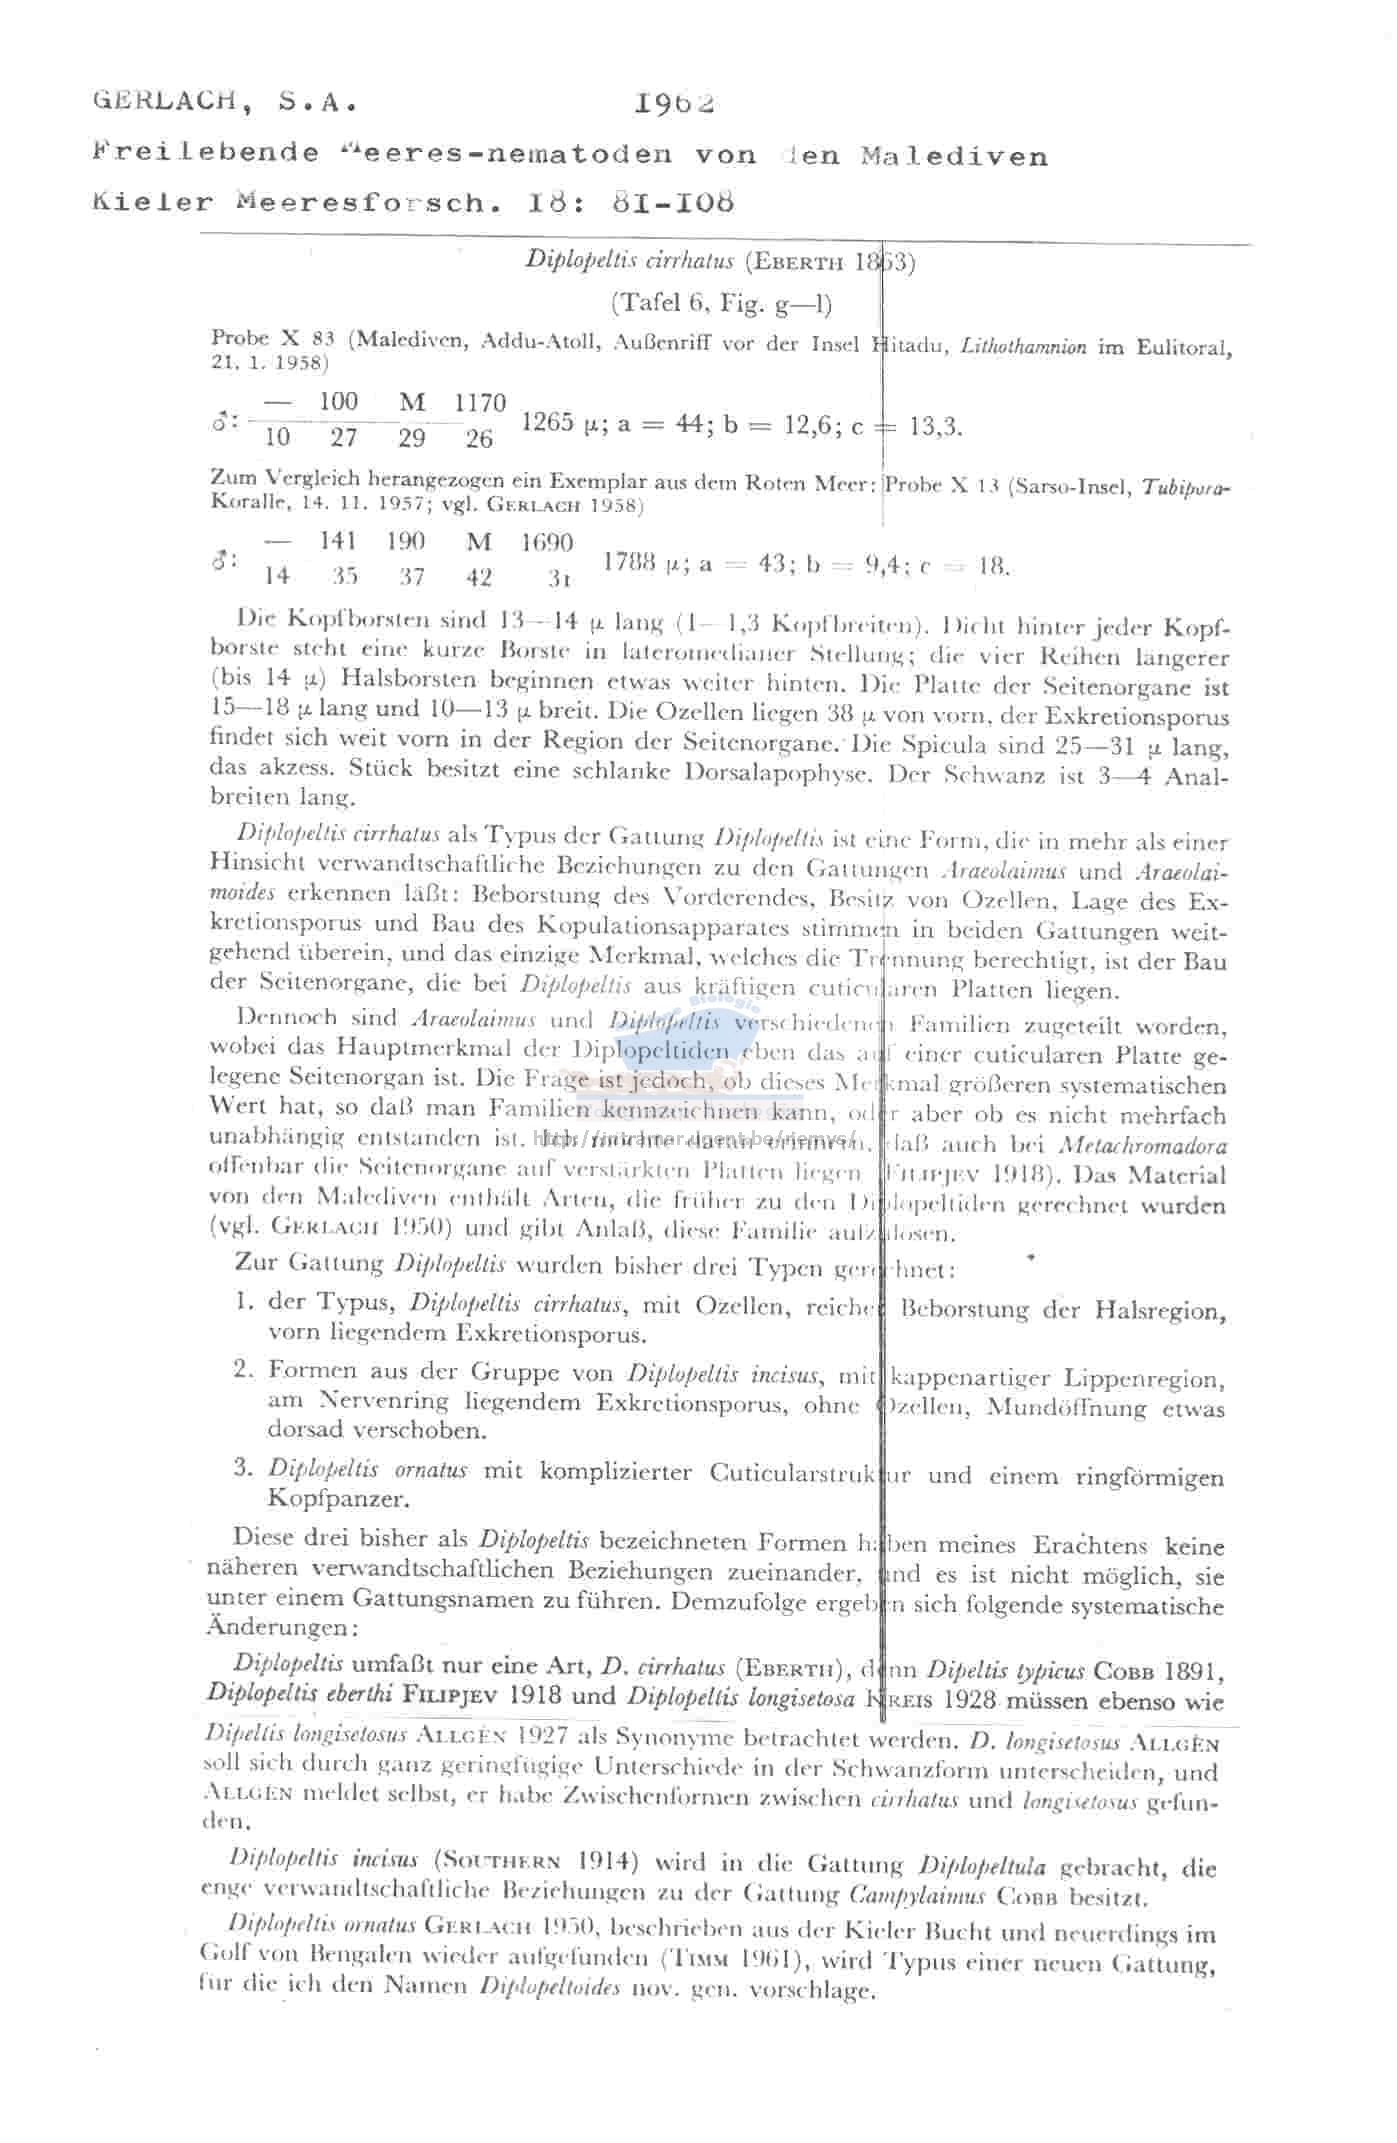 GERLACH, S.A. 1962
Freilebende Meeres-nematoden von den Malediven
Kieler Meeresforsch. I8: 8I-I08
Diplopeltis cirrhatus (EBERTH 1863)
(Tafel 6, Fig. g—l)
Probe X 83 (Malediven, Addu-Atoll, Außenriff vor der Insel Hitadu, Lithothamnion im Eulitoral,
21. 1. 1958)
— 100 M 1170
♂: 1265 µ; a = 44; b = 12,6; c = 13,3.
10 27 29 26
Zum Vergleich herangezogen ein Exemplar aus dem Roten Meer: Probe X 13 (Sarso-Insel, Tubipora-
Koralle, 14. 11. 1957; vgl. GERLACH 1958)
— 141 190 M 1690
♂: 1788 µ; a = 43; b = 9,4; c = 18.
14 35 37 42 31
Die Kopfborsten sind 13—14 µ lang (1—1,3 Kopfbreiten). Dicht hinter jeder Kopf-
borste steht eine kurze Borste in lateromedianer Stellung; die vier Reihen längerer
(bis 14 µ) Halsborsten beginnen etwas weiter hinten. Die Platte der Seitenorgane ist
15—18 µ lang und 10—13 µ breit. Die Ozellen liegen 38 µ von vorn, der Exkretionsporus
findet sich weit vorn in der Region der Seitenorgane. Die Spicula sind 25—31 µ lang,
das akzess. Stück besitzt eine schlanke Dorsalapophyse. Der Schwanz ist 3—4 Anal-
breiten lang.
Diplopeltis cirrhatus als Typus der Gattung Diplopeltis ist eine Form, die in mehr als einer
Hinsicht verwandtschaftliche Beziehungen zu den Gattungen Araeolaimus und Araeolai-
moides erkennen läßt: Beborstung des Vorderendes, Besitz von Ozellen, Lage des Ex-
kretionsporus und Bau des Kopulationsapparates stimmen in beiden Gattungen weit-
gehend überein, und das einzige Merkmal, welches die Trennung berechtigt, ist der Bau
der Seitenorgane, die bei Diplopeltis aus kräftigen cuticularen Platten liegen.
Dennoch sind Araeolaimus und Diplopeltis verschiedenen Familien zugeteilt worden,
wobei das Hauptmerkmal der Diplopeltiden eben das auf einer cuticularen Platte ge-
legene Seitenorgan ist. Die Frage ist jedoch, ob dieses Merkmal größeren systematischen
Wert hat, so daß man Familien kennzeichnen kann, oder aber ob es nicht mehrfach
unabhängig entstanden ist. Ich möchte daran erinnern, daß auch bei Metachromadora
http://intramar.ugent.be/nemys/
offenbar die Seitenorgane auf verstärkten Platten liegen (FILIPJEV 1918). Das Material
von den Malediven enthält Arten, die früher zu den Diplopeltiden gerechnet wurden
(vgl. GERLACH 1950) und gibt Anlaß, diese Familie aufzulösen.
Zur Gattung Diplopeltis wurden bisher drei Typen gerechnet:
1. der Typus, Diplopeltis cirrhatus, mit Ozellen, reicher Beborstung der Halsregion,
vorn liegendem Exkretionsporus.
2. Formen aus der Gruppe von Diplopeltis incisus, mit kappenartiger Lippenregion,
am Nervenring liegendem Exkretionsporus, ohne Ozellen, Mundöffnung etwas
dorsad verschoben.
3. Diplopeltis ornatus mit komplizierter Cuticularstruktur und einem ringförmigen
Kopfpanzer.
Diese drei bisher als Diplopeltis bezeichneten Formen haben meines Erachtens keine
näheren verwandtschaftlichen Beziehungen zueinander, und es ist nicht möglich, sie
unter einem Gattungsnamen zu führen. Demzufolge ergeben sich folgende systematische
Änderungen:
Diplopeltis umfaßt nur eine Art, D. cirrhatus (EBERTH), denn Dipeltis typicus COBB 1891,
Diplopeltis eberthi FILIPJEV 1918 und Diplopeltis longisetosa KREIS 1928 müssen ebenso wie
Dipeltis longisetosus ALLGÉN 1927 als Synonyme betrachtet werden. D. longisetosus ALLGÉN
soll sich durch ganz geringfügige Unterschiede in der Schwanzform unterscheiden, und
ALLGÉN meldet selbst, er habe Zwischenformen zwischen cirrhatus und longisetosus gefun-
den.
Diplopeltis incisus (SOUTHERN 1914) wird in die Gattung Diplopeltula gebracht, die
enge verwandtschaftliche Beziehungen zu der Gattung Campylaimus COBB besitzt.
Diplopeltis ornatus GERLACH 1950, beschrieben aus der Kieler Bucht und neuerdings im
Golf von Bengalen wieder aufgefunden (TIMM 1961), wird Typus einer neuen Gattung,
für die ich den Namen Diplopeltoides nov. gen. vorschlage.